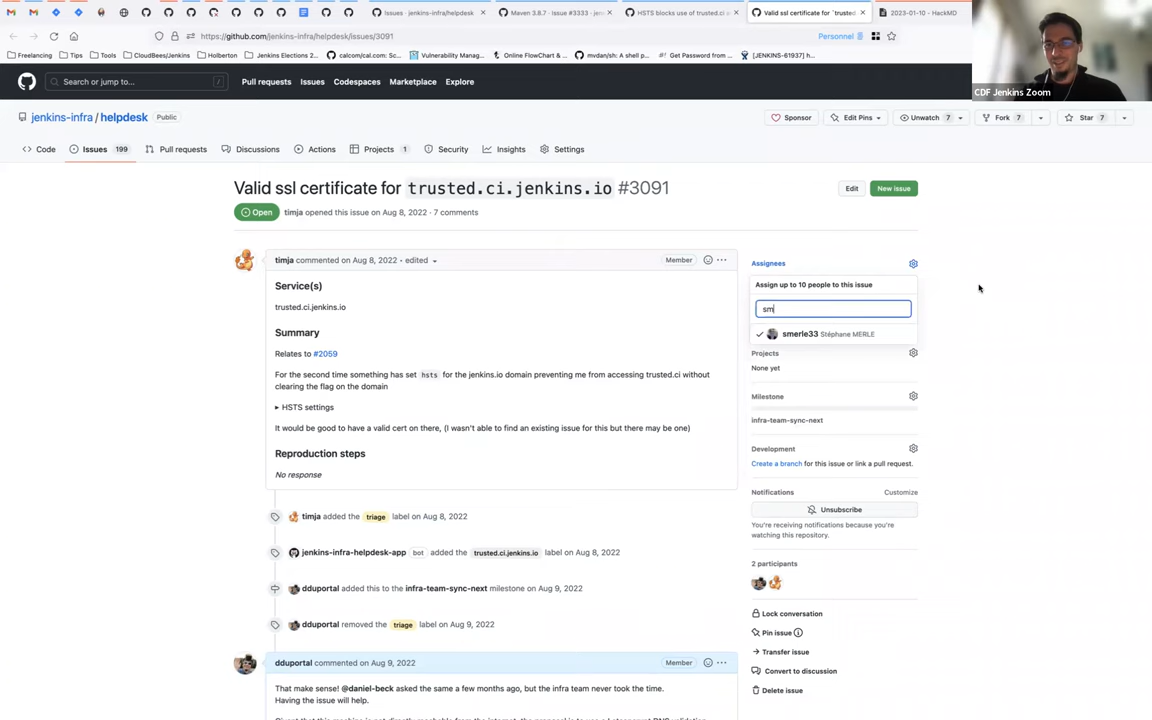 Issues · jenkins-infra/helpdesk
Maven 3.8.7 · Issue #3333 · jenk
HSTS blocks use of trusted.ci
Valid ssl certificate for `trusted.
2023-01-10 - HackMD
https://github.com/jenkins-infra/helpdesk/issues/3091
Personnel
Freelancing
Tips
Tools
CloudBees/Jenkins
Holberton
Jenkins Elections 2...
calcom/cal.com: Sc...
Vulnerability Manag...
Online FlowChart & ...
mvdan/sh: A shell p...
Get Password from ...
[JENKINS-61937] h...
CDF Jenkins Zoom
Search or jump to... /
Pull requests
Issues
Codespaces
Marketplace
Explore
jenkins-infra / helpdesk Public
Sponsor
Edit Pins
Unwatch 7
Fork 7
Star 7
Code
Issues 199
Pull requests
Discussions
Actions
Projects 1
Security
Insights
Settings
Valid ssl certificate for trusted.ci.jenkins.io #3091
Edit
New issue
Open timja opened this issue on Aug 8, 2022 · 7 comments
timja commented on Aug 8, 2022 · edited
Member
Service(s)
trusted.ci.jenkins.io
Summary
Relates to #2059
For the second time something has set hsts for the jenkins.io domain preventing me from accessing trusted.ci without
clearing the flag on the domain
HSTS settings
It would be good to have a valid cert on there, (I wasn't able to find an existing issue for this but there may be one)
Reproduction steps
No response
timja added the triage label on Aug 8, 2022
jenkins-infra-helpdesk-app bot added the trusted.ci.jenkins.io label on Aug 8, 2022
dduportal added this to the infra-team-sync-next milestone on Aug 9, 2022
dduportal removed the triage label on Aug 9, 2022
dduportal commented on Aug 9, 2022
Member
That make sense! @daniel-beck asked the same a few months ago, but the infra team never took the time.
Having the issue will help.
Assignees
Assign up to 10 people to this issue
sm
smerle33 Stéphane MERLE
Projects
None yet
Milestone
infra-team-sync-next
Development
Create a branch for this issue or link a pull request.
Notifications
Customize
Unsubscribe
You're receiving notifications because you're
watching this repository.
2 participants
Lock conversation
Pin issue
Transfer issue
Convert to discussion
Delete issue